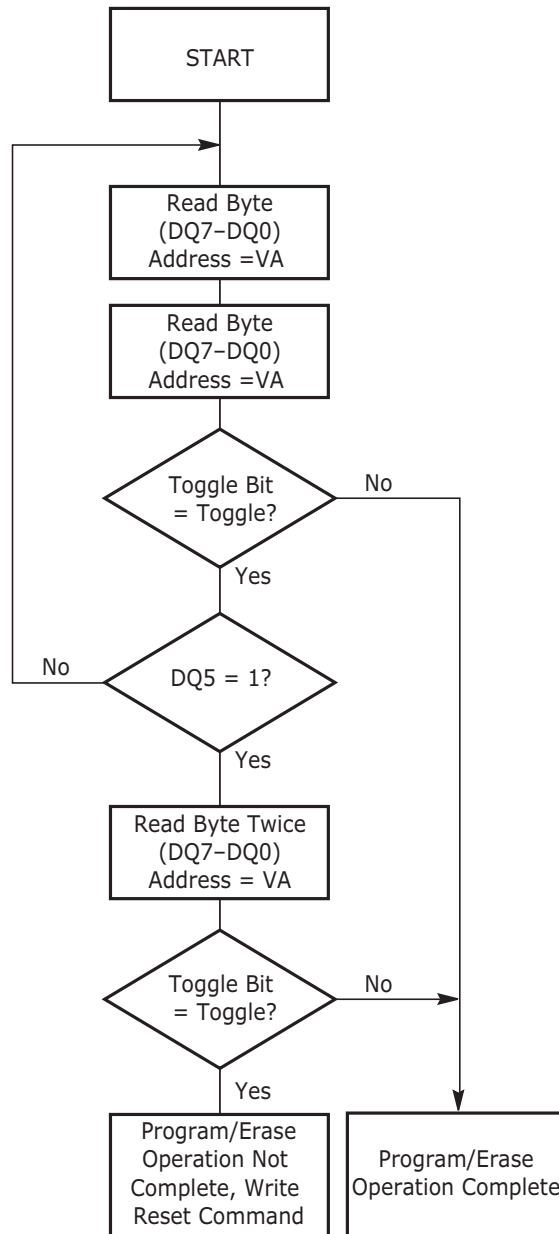 START
Read Byte
(DQ7–DQ0)
Address =VA
Read Byte
(DQ7–DQ0)
Address =VA
Toggle Bit
= Toggle?
No
Yes
No
DQ5 = 1?
Yes
Read Byte Twice
(DQ7–DQ0)
Address = VA
Toggle Bit
= Toggle?
No
Yes
Program/Erase
Operation Not
Complete, Write
Reset Command
Program/Erase
Operation Complete